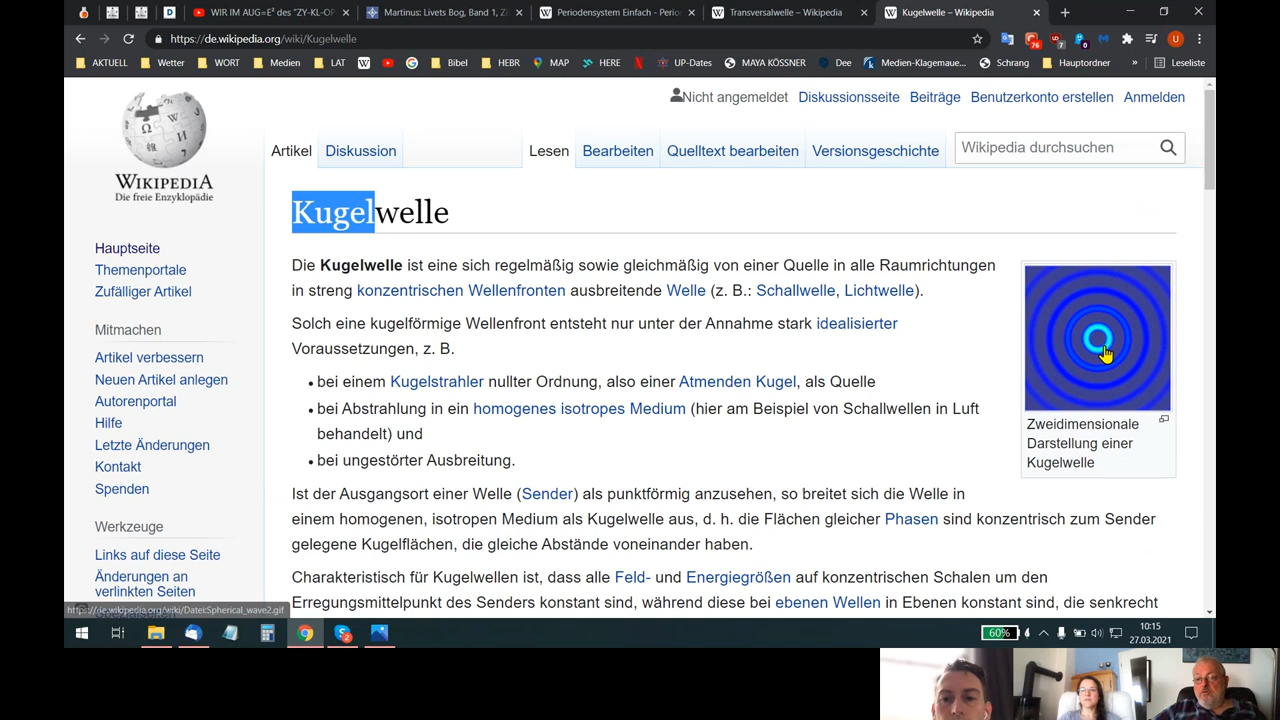 WIR IM AUG=E² des "ZY-KL-OP
Martinus: Livets Bog, Band 1, Z
Periodensystem Einfach - Period
Transversalwelle – Wikipedia
Kugelwelle – Wikipedia
https://de.wikipedia.org/wiki/Kugelwelle
76
7
0
U
AKTUELL
Wetter
WORT
Medien
LAT
Bibel
HEBR
MAP
HERE
UP-Dates
MAYA KÖSSNER
Dee
Medien-Klagemaue...
Schrang
Hauptordner
»
Leseliste
Nicht angemeldet
Diskussionsseite
Beiträge
Benutzerkonto erstellen
Anmelden
WIKIPEDIA
Die freie Enzyklopädie
Artikel
Diskussion
Lesen
Bearbeiten
Quelltext bearbeiten
Versionsgeschichte
Wikipedia durchsuchen
Hauptseite
Themenportale
Zufälliger Artikel
Mitmachen
Artikel verbessern
Neuen Artikel anlegen
Autorenportal
Hilfe
Letzte Änderungen
Kontakt
Spenden
Werkzeuge
Links auf diese Seite
Änderungen an
verlinkten Seiten
Kugelwelle
Die Kugelwelle ist eine sich regelmäßig sowie gleichmäßig von einer Quelle in alle Raumrichtungen
in streng konzentrischen Wellenfronten ausbreitende Welle (z. B.: Schallwelle, Lichtwelle).
Solch eine kugelförmige Wellenfront entsteht nur unter der Annahme stark idealisierter
Voraussetzungen, z. B.
• bei einem Kugelstrahler nullter Ordnung, also einer Atmenden Kugel, als Quelle
• bei Abstrahlung in ein homogenes isotropes Medium (hier am Beispiel von Schallwellen in Luft
behandelt) und
• bei ungestörter Ausbreitung.
Zweidimensionale
Darstellung einer
Kugelwelle
Ist der Ausgangsort einer Welle (Sender) als punktförmig anzusehen, so breitet sich die Welle in
einem homogenen, isotropen Medium als Kugelwelle aus, d. h. die Flächen gleicher Phasen sind konzentrisch zum Sender
gelegene Kugelflächen, die gleiche Abstände voneinander haben.
Charakteristisch für Kugelwellen ist, dass alle Feld- und Energiegrößen auf konzentrischen Schalen um den
Erregungsmittelpunkt des Senders konstant sind, während diese bei ebenen Wellen in Ebenen konstant sind, die senkrecht
https://de.wikipedia.org/wiki/Datei:Spherical_wave2.gif
60%
10:15
27.03.2021